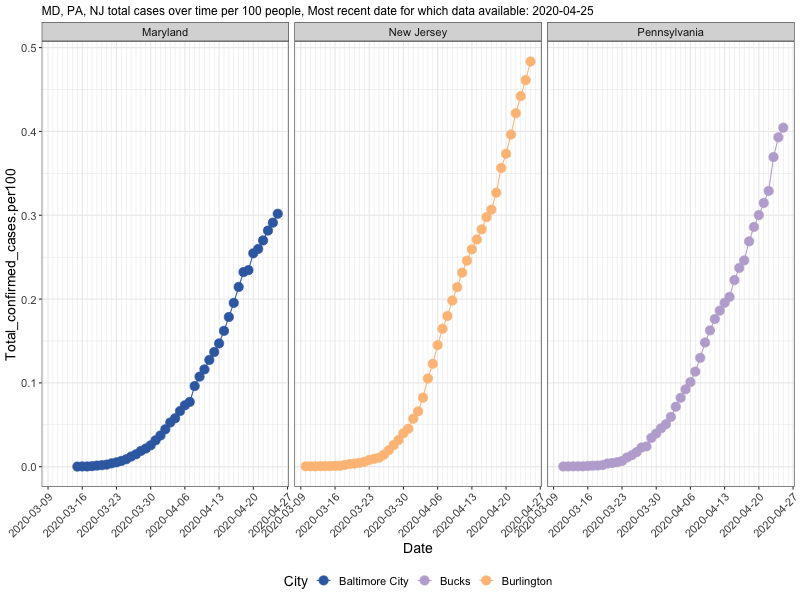 MD, PA, NJ total cases over time per 100 people, Most recent date for which data available: 2020-04-25
Maryland New Jersey Pennsylvania
0.5
0.4
0.3
0.2
0.1
0.0
Total_confirmed_cases,per100
2020-03-09 2020-03-16 2020-03-23 2020-03-30 2020-04-06 2020-04-13 2020-04-20 2020-04-27 2020-03-09 2020-03-16 2020-03-23 2020-03-30 2020-04-06 2020-04-13 2020-04-20 2020-04-27 2020-03-09 2020-03-16 2020-03-23 2020-03-30 2020-04-06 2020-04-13 2020-04-20 2020-04-27
Date
City Baltimore City Bucks Burlington